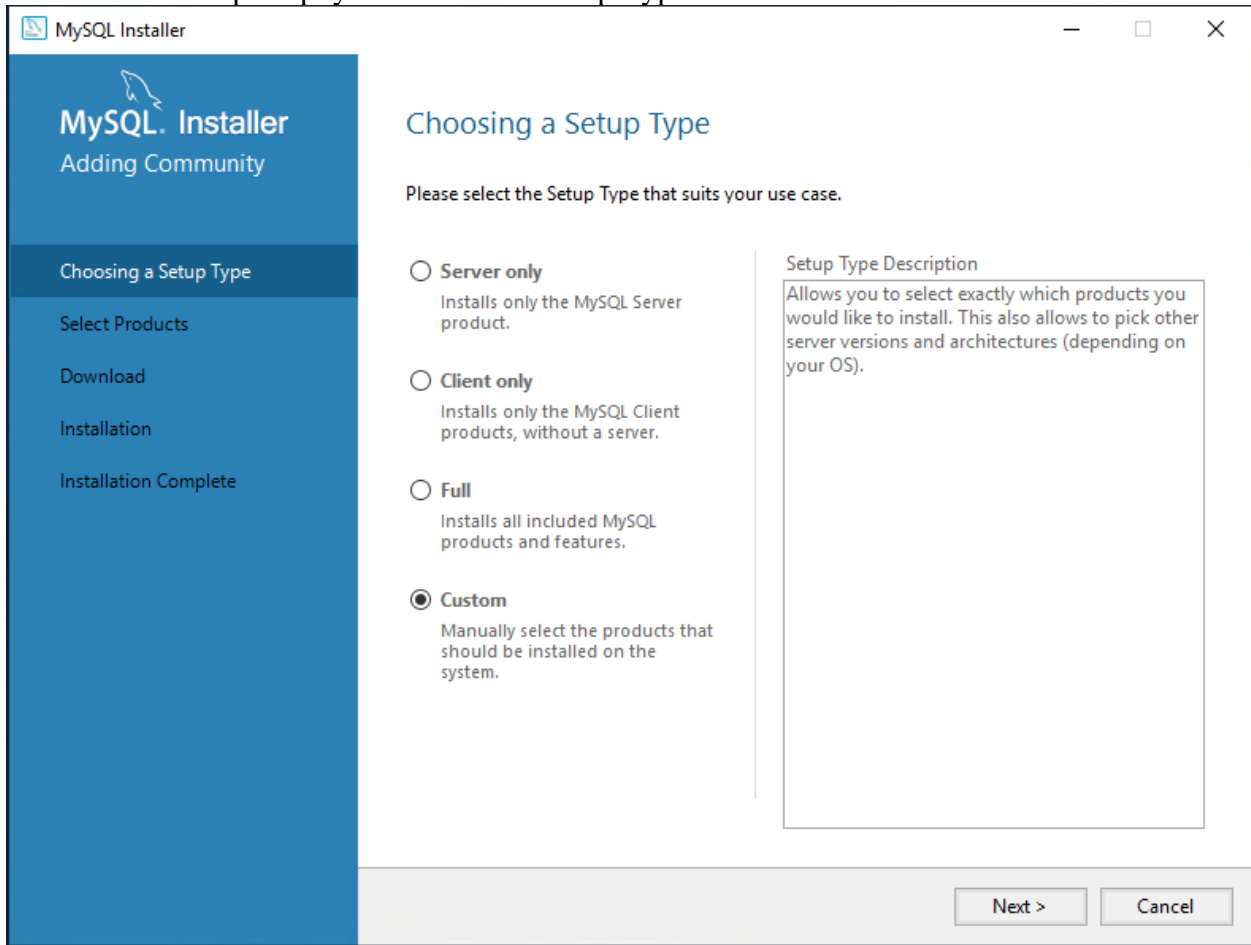 MySQL Installer
MySQL. Installer
Adding Community
Choosing a Setup Type
Select Products
Download
Installation
Installation Complete
Choosing a Setup Type
Please select the Setup Type that suits your use case.
Server only
Installs only the MySQL Server
product.
Client only
Installs only the MySQL Client
products, without a server.
Full
Installs all included MySQL
products and features.
Custom
Manually select the products that
should be installed on the
system.
Setup Type Description
Allows you to select exactly which products you
would like to install. This also allows to pick other
server versions and architectures (depending on
your OS).
Next >
Cancel